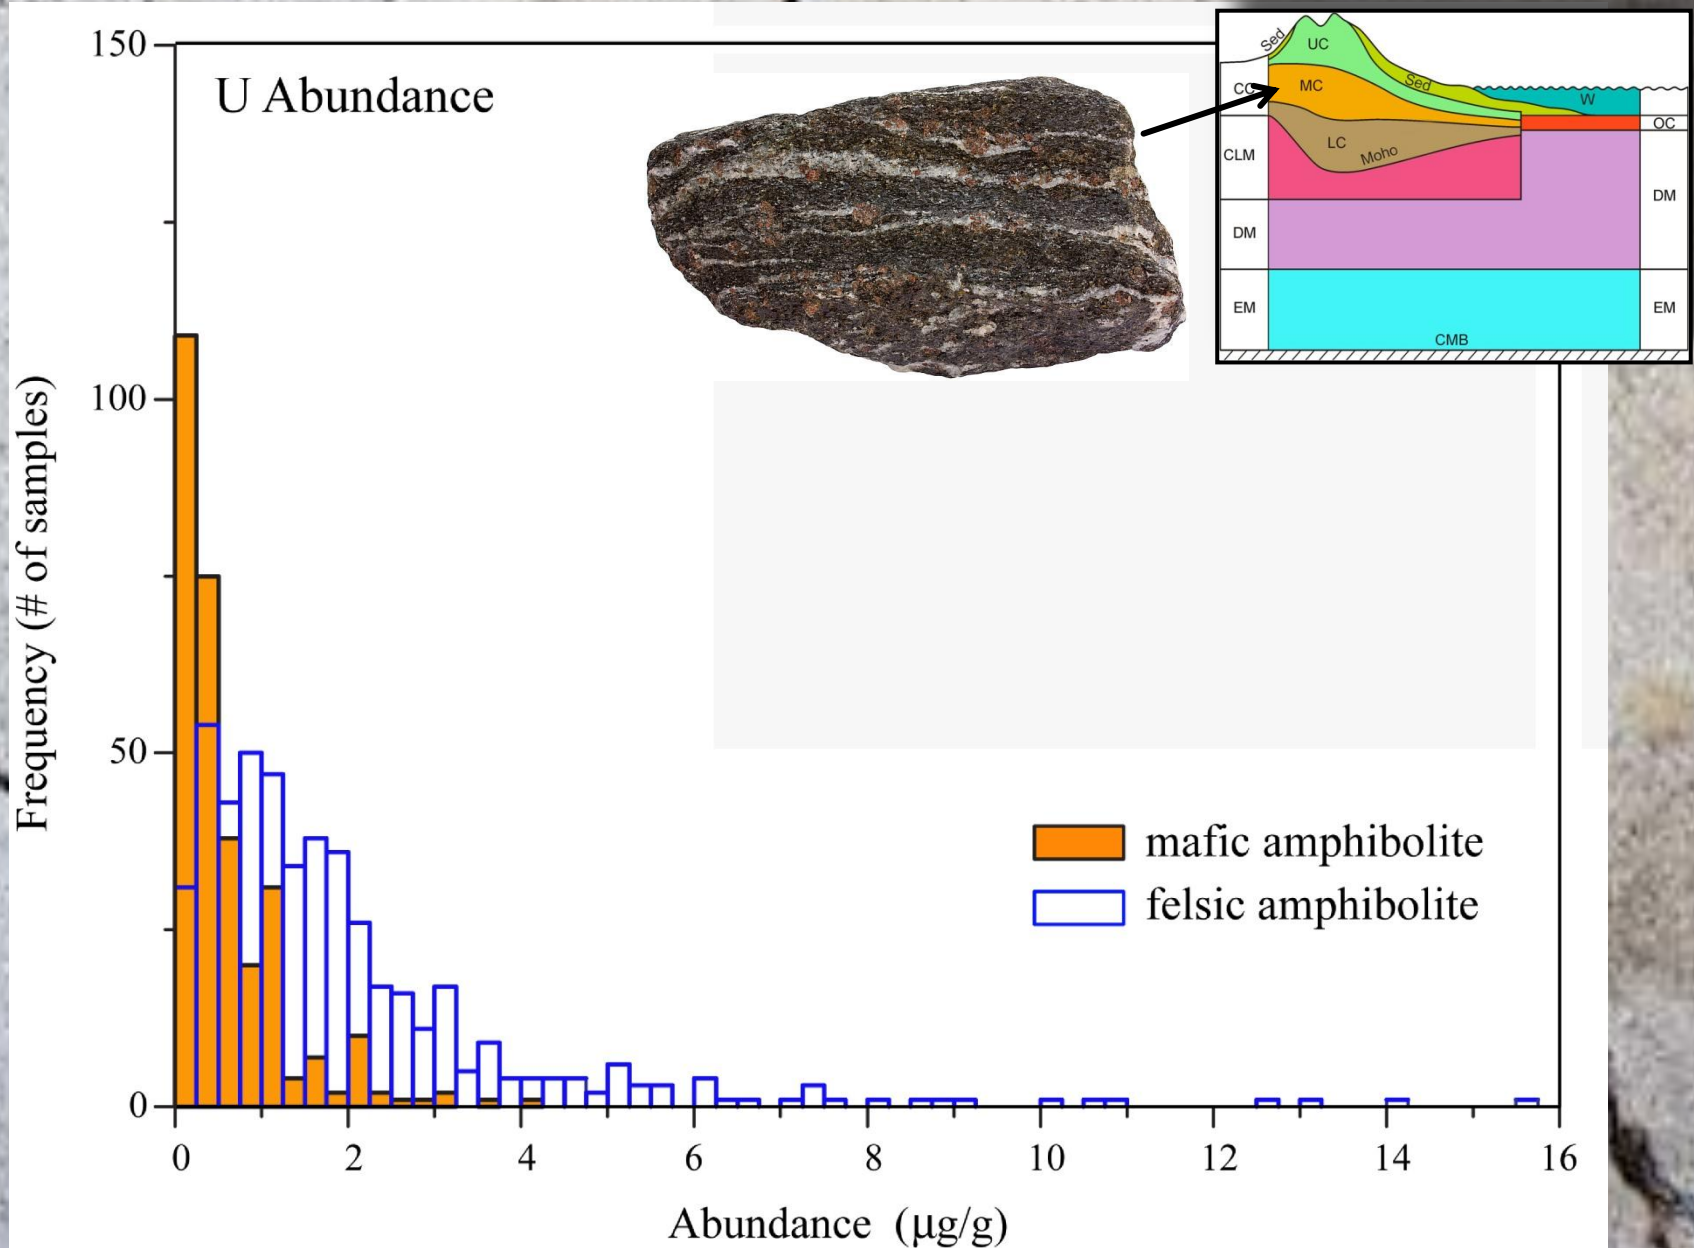 U Abundance
150
100
50
0
Frequency (# of samples)
0 2 4 6 8 10 12 14 16
Abundance (μg/g)
mafic amphibolite
felsic amphibolite
Sed
UC
CC
MC
Sed
W
OC
CLM
LC
Moho
DM
DM
EM
EM
CMB